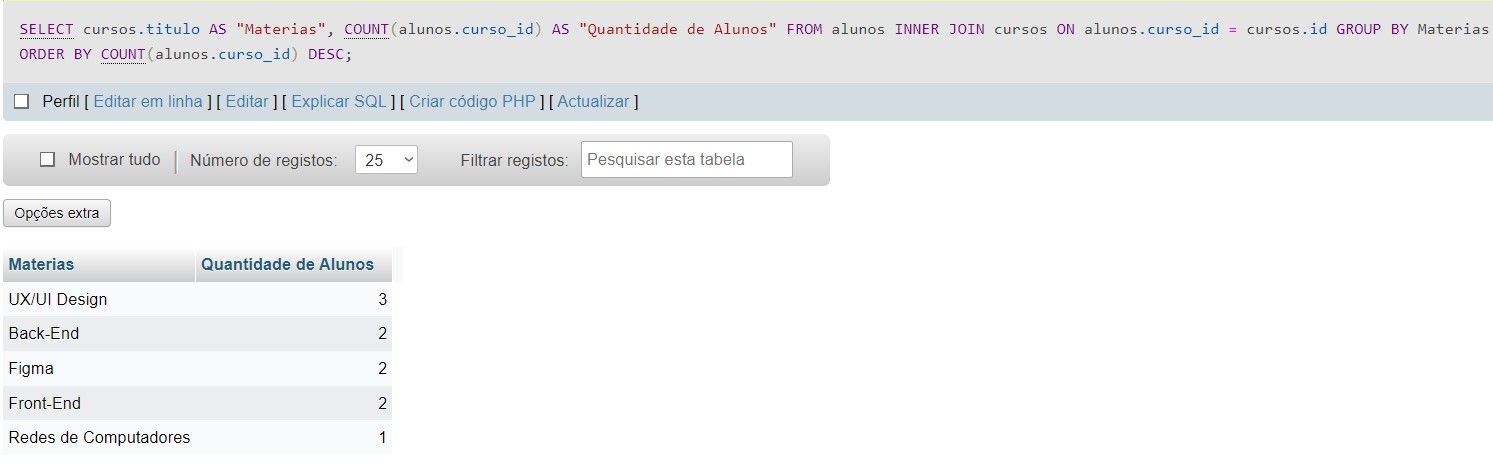 SELECT cursos.titulo AS "Materias", COUNT(alunos.curso_id) AS "Quantidade de Alunos" FROM alunos INNER JOIN cursos ON alunos.curso_id = cursos.id GROUP BY Materias
ORDER BY COUNT(alunos.curso_id) DESC;
Perfil [ Editar em linha ] [ Editar ] [ Explicar SQL ] [ Criar código PHP ] [ Actualizar ]
Mostrar tudo Número de registos: 25 Filtrar registos: Pesquisar esta tabela
Opções extra
Materias Quantidade de Alunos
UX/UI Design 3
Back-End 2
Figma 2
Front-End 2
Redes de Computadores 1